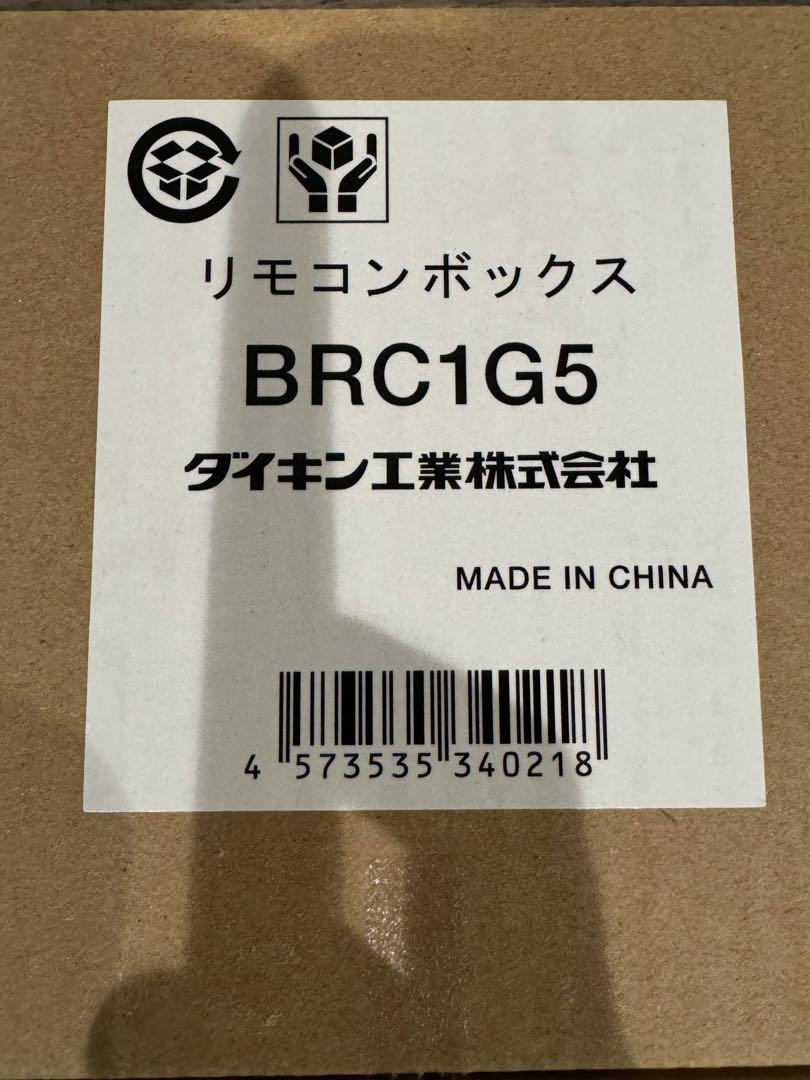 リモコンボックス
BRC1G5
ダイキン工業株式会社
MADE IN CHINA
4 573535 340218